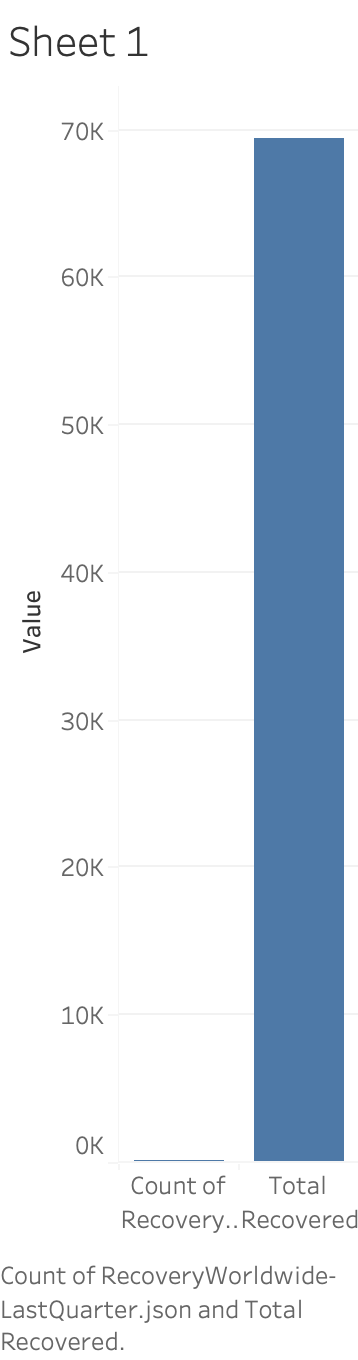 Sheet 1
70K
60K
50K
40K
30K
20K
10K
0K
Value
Count of Recovery..
Total Recovered
Count of RecoveryWorldwide-
LastQuarter.json and Total
Recovered.